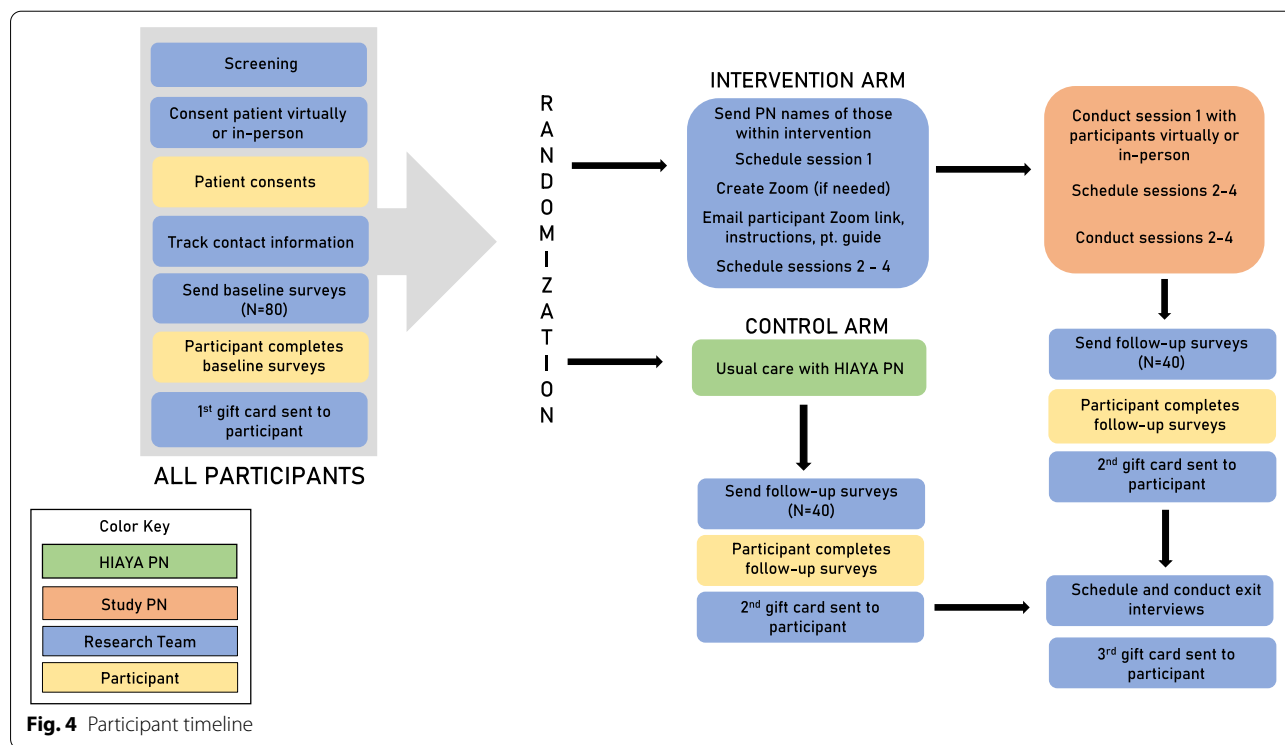 Screening
Consent patient virtually
or in-person
Patient consents
Track contact information
Send baseline surveys
(N=80)
Participant completes
baseline surveys
1st gift card sent to
participant
ALL PARTICIPANTS
RANDOMIZATION
INTERVENTION ARM
Send PN names of those
within intervention
Schedule session 1
Create Zoom (if needed)
Email participant Zoom link,
instructions, pt. guide
Schedule sessions 2 - 4
Conduct session 1 with
participants virtually or
in-person
Schedule sessions 2-4
Conduct sessions 2-4
CONTROL ARM
Usual care with HIAYA PN
Send follow-up surveys
(N=40)
Participant completes
follow-up surveys
2nd gift card sent to
participant
Send follow-up surveys
(N=40)
Participant completes
follow-up surveys
2nd gift card sent to
participant
Schedule and conduct exit
interviews
3rd gift card sent to
participant
Color Key
HIAYA PN
Study PN
Research Team
Participant
Fig. 4 Participant timeline